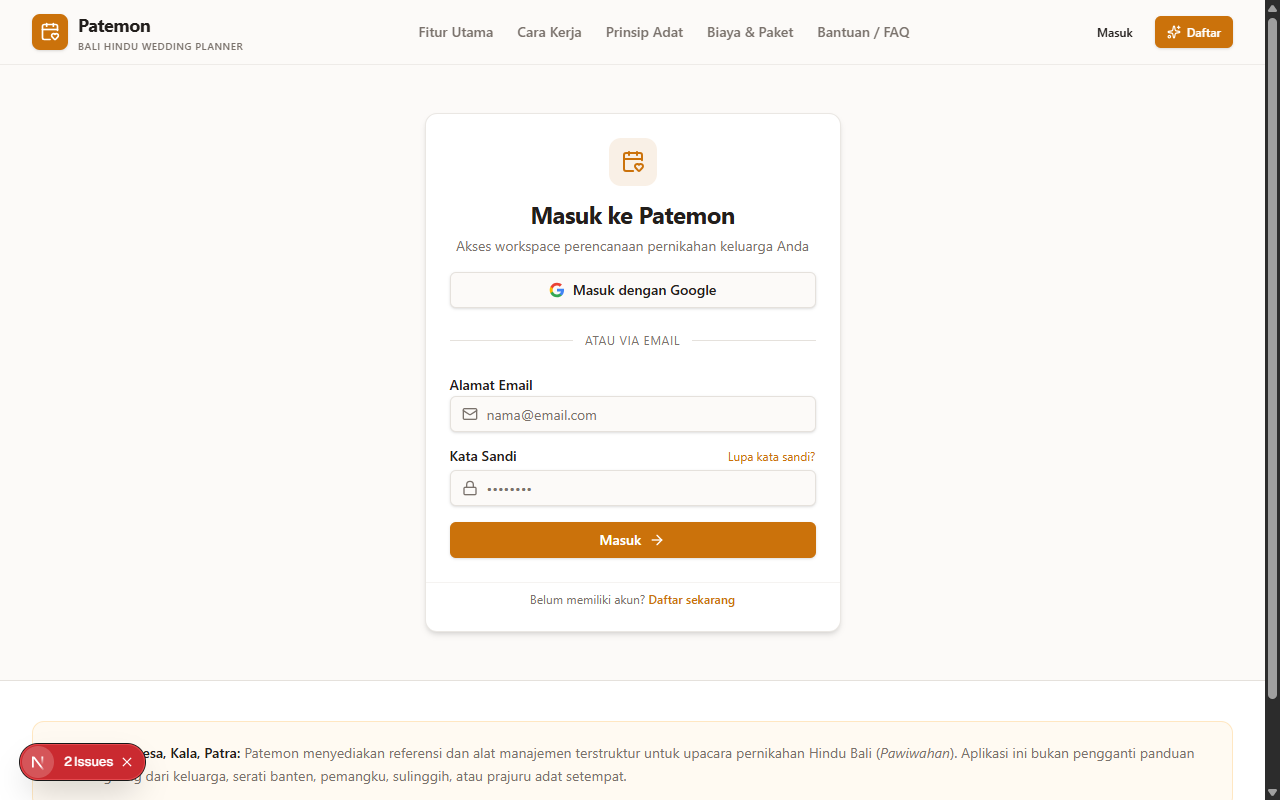 Patemon
BALI HINDU WEDDING PLANNER
Fitur Utama
Cara Kerja
Prinsip Adat
Biaya & Paket
Bantuan / FAQ
Masuk
Daftar
Masuk ke Patemon
Akses workspace perencanaan pernikahan keluarga Anda
Masuk dengan Google
ATAU VIA EMAIL
Alamat Email
nama@email.com
Kata Sandi
Lupa kata sandi?
••••••••
Masuk
Belum memiliki akun? Daftar sekarang
Kala, Patra: Patemon menyediakan referensi dan alat manajemen terstruktur untuk upacara pernikahan Hindu Bali (Pawiwahan). Aplikasi ini bukan pengganti panduan
dari keluarga, serati banten, pemangku, sulinggih, atau prajuru adat setempat.
N 2 Issues